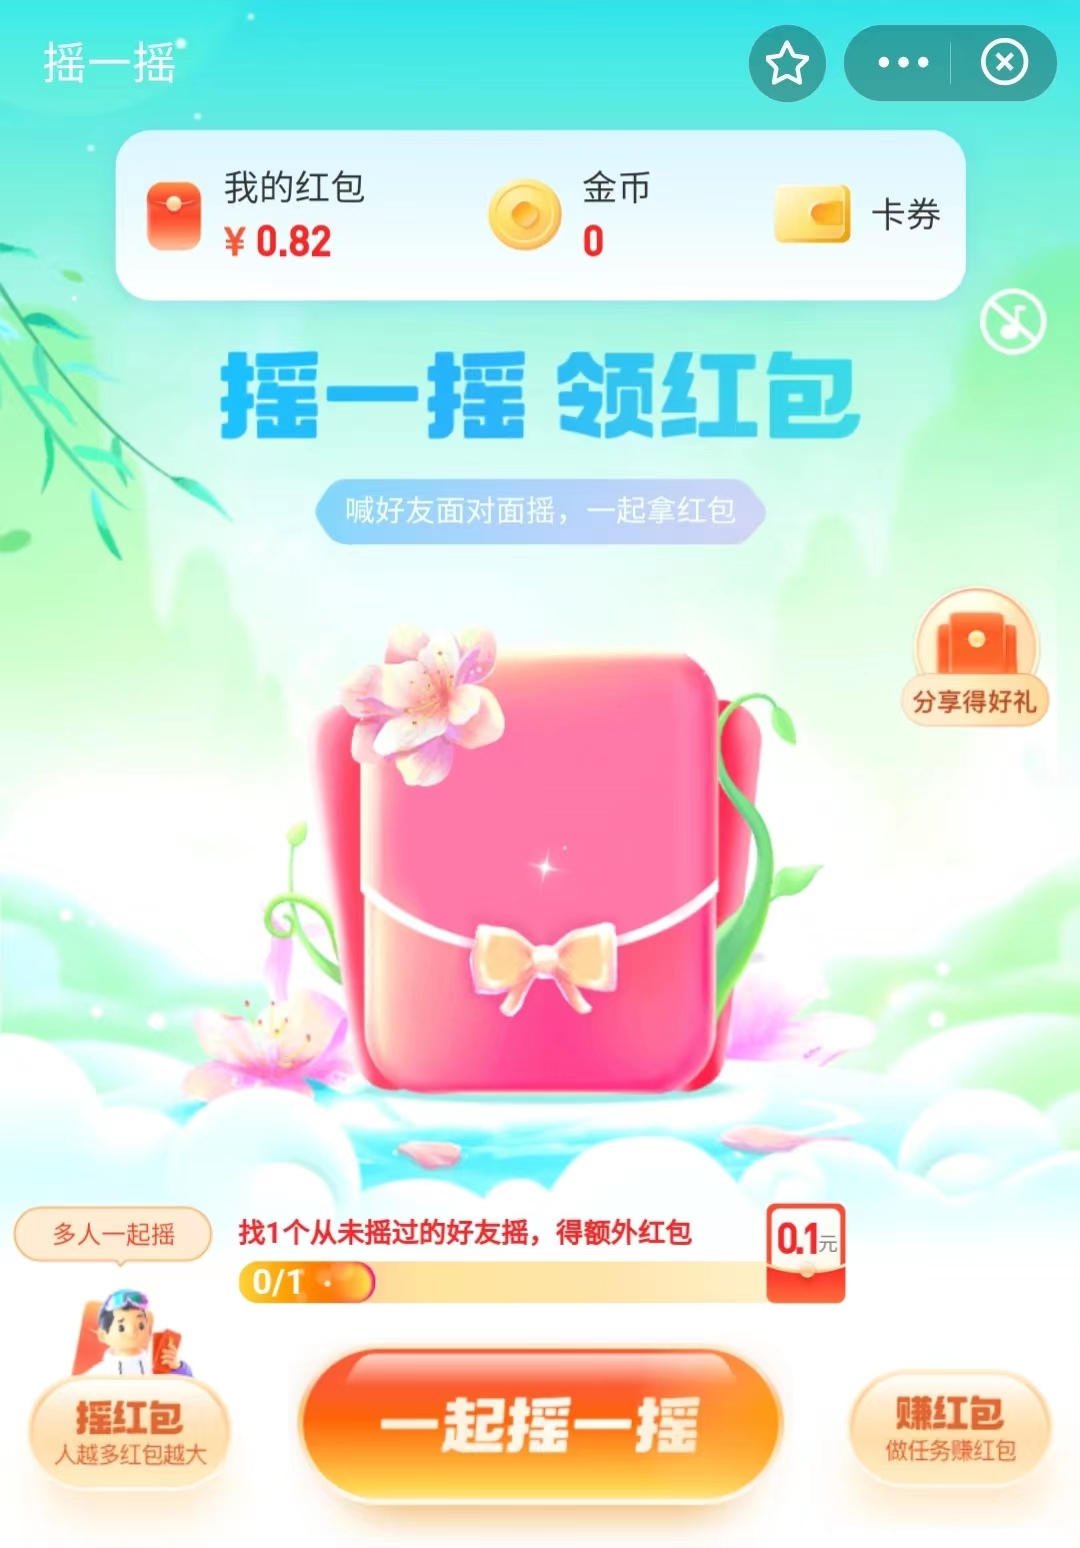 摇一摇
我的红包
¥ 0.82
金币
0
卡券
摇一摇 领红包
喊好友面对面摇，一起拿红包
分享得好礼
多人一起摇
找1个从未摇过的好友摇，得额外红包
0.1元
0/1
摇红包
人越多红包越大
一起摇一摇
赚红包
做任务赚红包